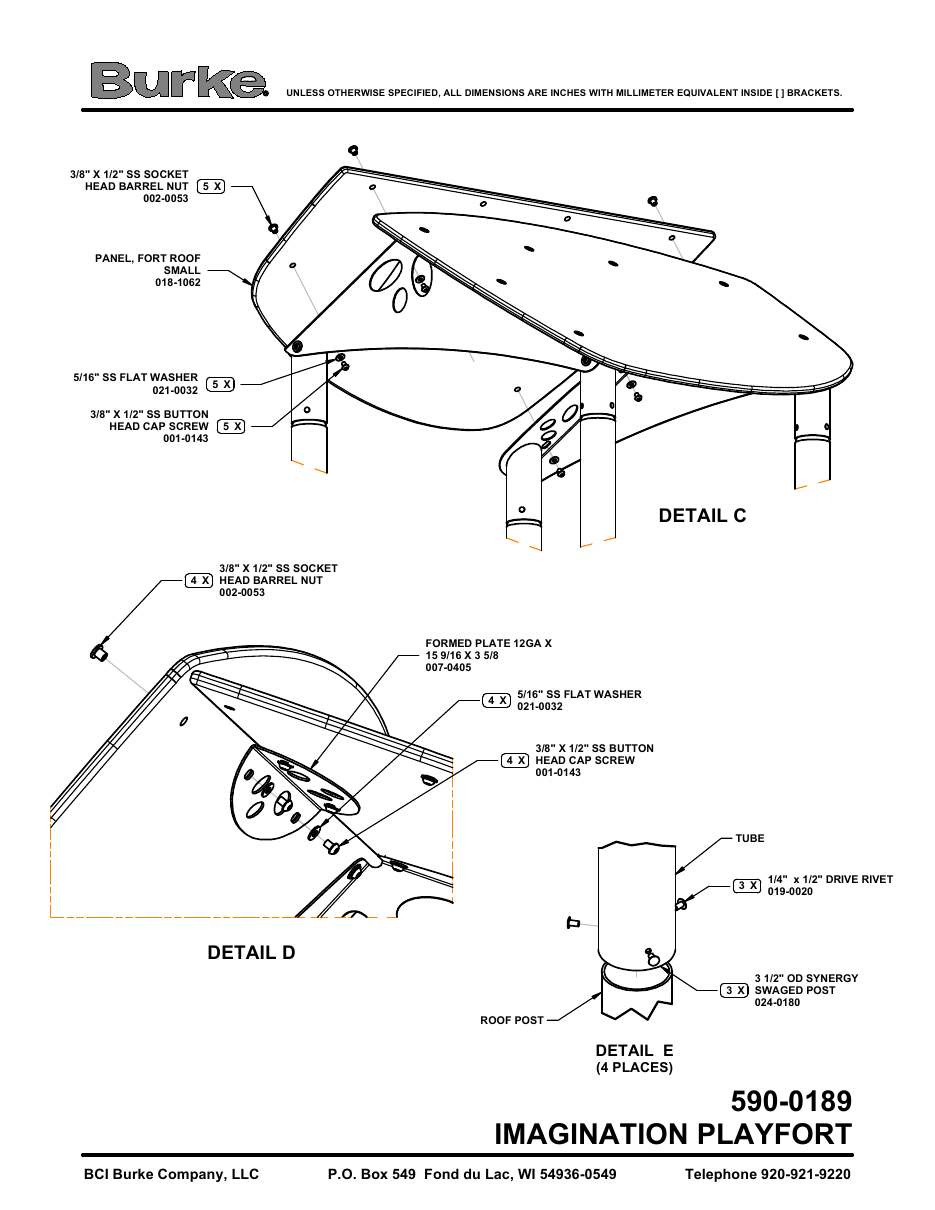 Burke
UNLESS OTHERWISE SPECIFIED, ALL DIMENSIONS ARE INCHES WITH MILLIMETER EQUIVALENT INSIDE [ ] BRACKETS.
3/8" X 1/2" SS SOCKET
HEAD BARREL NUT
002-0053
5 X
PANEL, FORT ROOF
SMALL
018-1062
5/16" SS FLAT WASHER
021-0032
5 X
3/8" X 1/2" SS BUTTON
HEAD CAP SCREW
001-0143
5 X
DETAIL C
4 X
3/8" X 1/2" SS SOCKET
HEAD BARREL NUT
002-0053
FORMED PLATE 12GA X
15 9/16 X 3 5/8
007-0405
4 X
5/16" SS FLAT WASHER
021-0032
4 X
3/8" X 1/2" SS BUTTON
HEAD CAP SCREW
001-0143
DETAIL D
TUBE
3 X
1/4" x 1/2" DRIVE RIVET
019-0020
3 X
3 1/2" OD SYNERGY
SWAGED POST
024-0180
ROOF POST
DETAIL E
(4 PLACES)
590-0189
IMAGINATION PLAYFORT
BCI Burke Company, LLC P.O. Box 549 Fond du Lac, WI 54936-0549 Telephone 920-921-9220